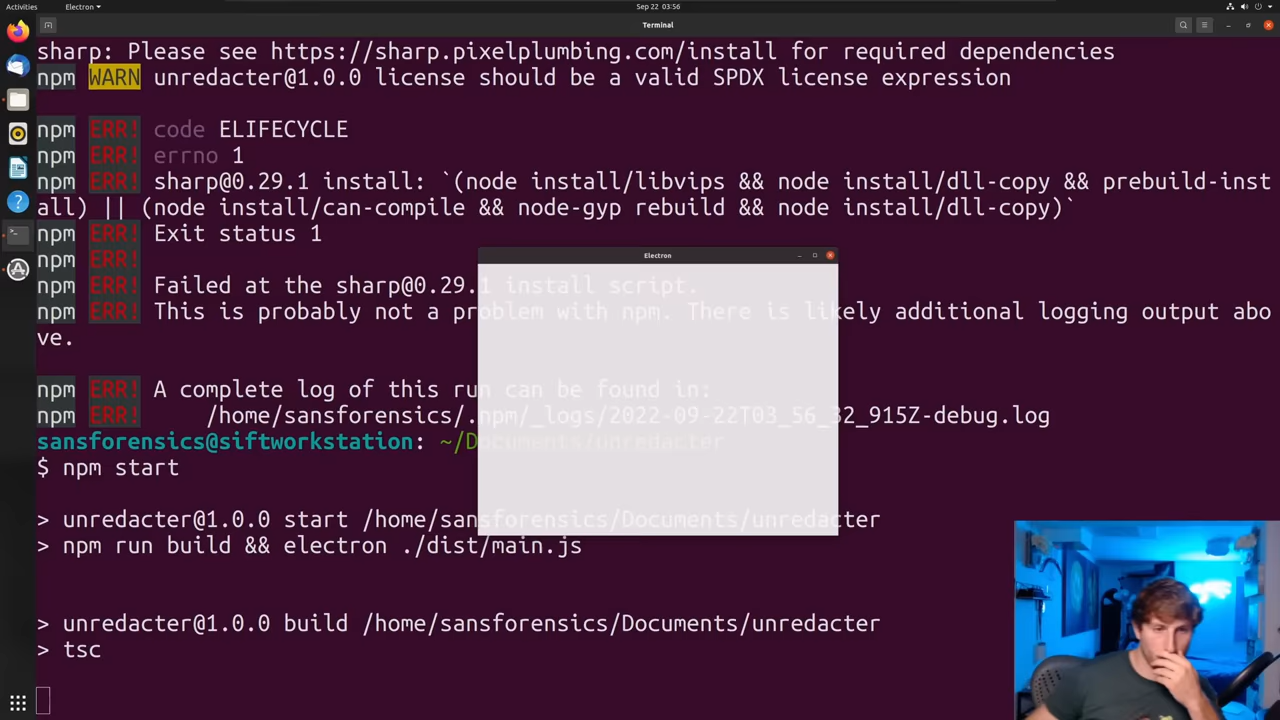 Activities
Electron
Sep 22 03:56
Terminal
sharp: Please see https://sharp.pixelplumbing.com/install for required dependencies
npm WARN unredacter@1.0.0 license should be a valid SPDX license expression
npm ERR! code ELIFECYCLE
npm ERR! errno 1
npm ERR! sharp@0.29.1 install: `(node install/libvips && node install/dll-copy && prebuild-inst
all) || (node install/can-compile && node-gyp rebuild && node install/dll-copy)`
npm ERR! Exit status 1
npm ERR!
npm ERR! Failed at the sharp@0.29.1 install script.
npm ERR! This is probably not a problem with npm. There is likely additional logging output abo
ve.
npm ERR! A complete log of this run can be found in:
npm ERR!     /home/sansforensics/.npm/_logs/2022-09-22T03_56_32_915Z-debug.log
sansforensics@siftworkstation: ~/Documents/unredacter
$ npm start
> unredacter@1.0.0 start /home/sansforensics/Documents/unredacter
> npm run build && electron ./dist/main.js
> unredacter@1.0.0 build /home/sansforensics/Documents/unredacter
> tsc
Electron